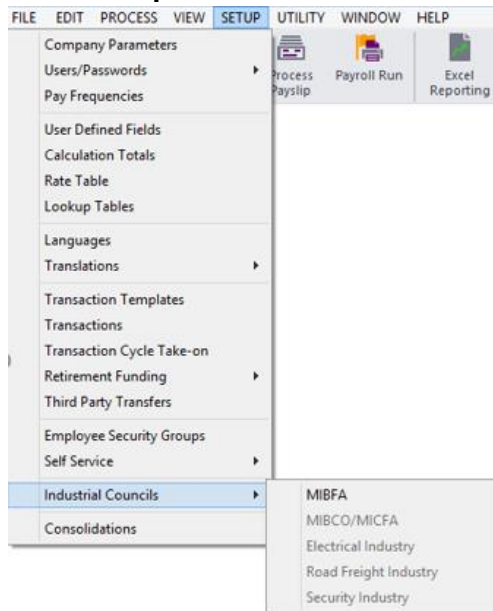 FILE EDIT PROCESS VIEW SETUP UTILITY WINDOW HELP
Company Parameters
Users/Passwords
Pay Frequencies
User Defined Fields
Calculation Totals
Rate Table
Lookup Tables
Languages
Translations
Transaction Templates
Transactions
Transaction Cycle Take-on
Retirement Funding
Third Party Transfers
Employee Security Groups
Self Service
Industrial Councils
Consolidations
Process
Payslip
Payroll Run
Excel
Reporting
MIBFA
MIBCO/MICFA
Electrical Industry
Road Freight Industry
Security Industry